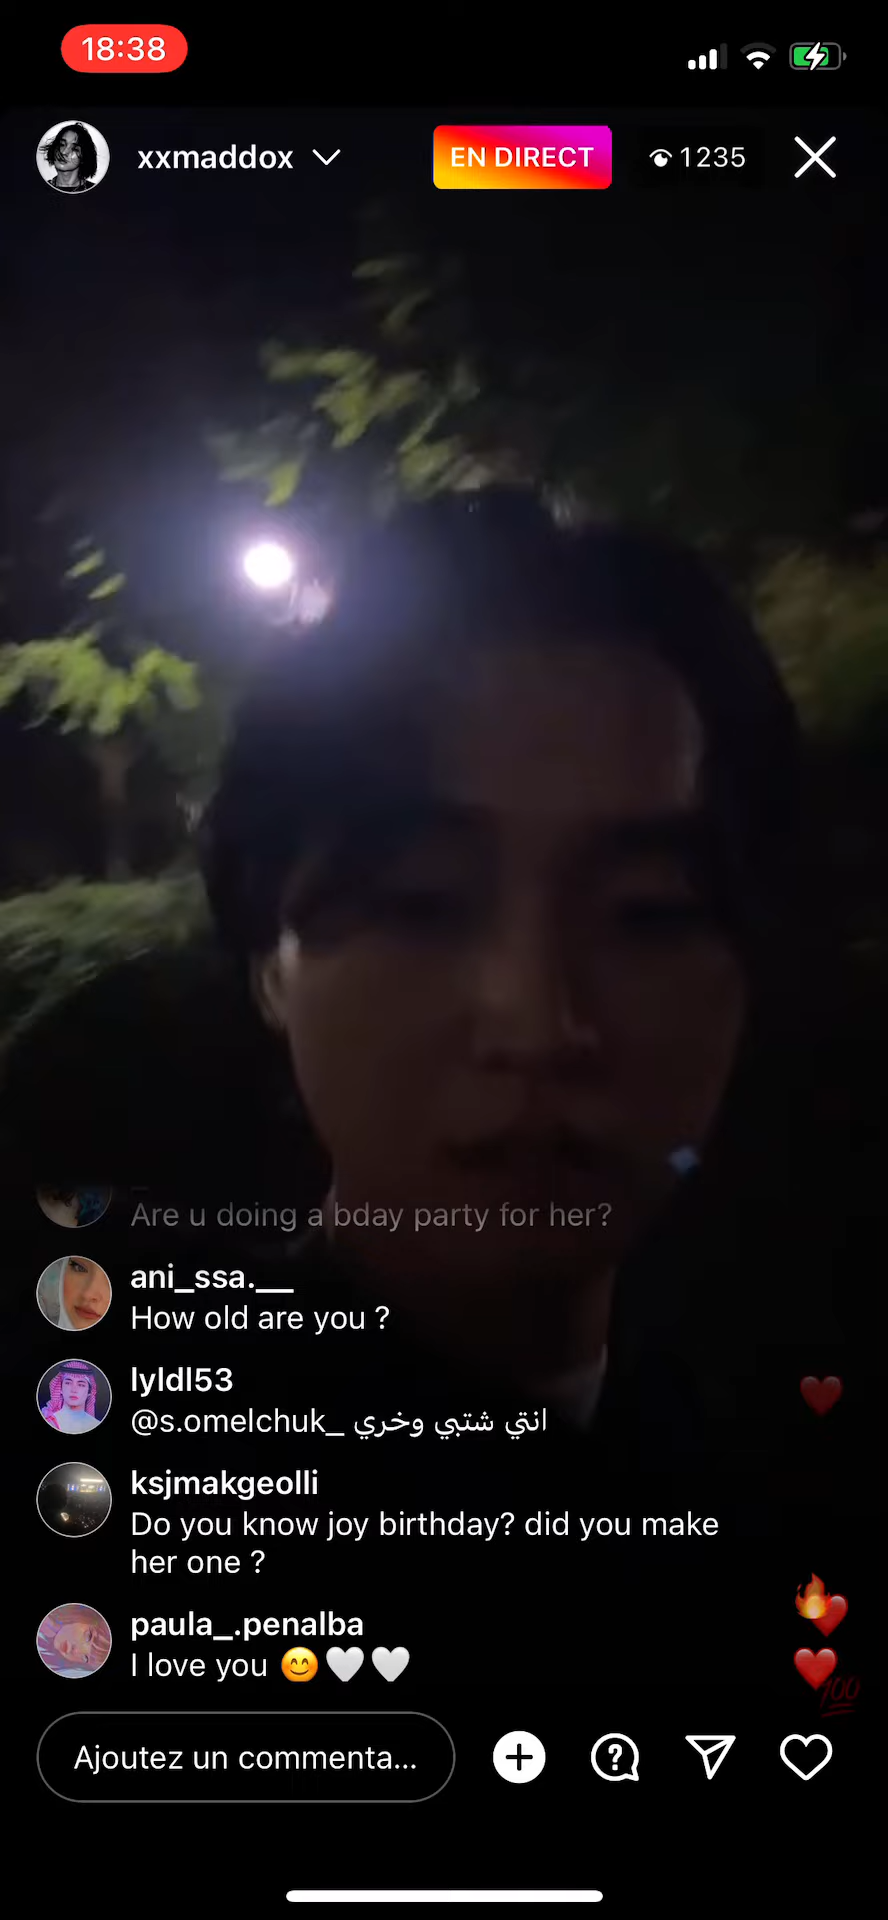 18:38
xxmaddox
EN DIRECT
1235
Are u doing a bday party for her?
ani_ssa.__
How old are you ?
lyldl53
@s.omelchuk_ انتي شتبي وخري
ksjmakgeolli
Do you know joy birthday? did you make
her one ?
paula_.penalba
I love you 😊🤍🤍
100
Ajoutez un commenta...